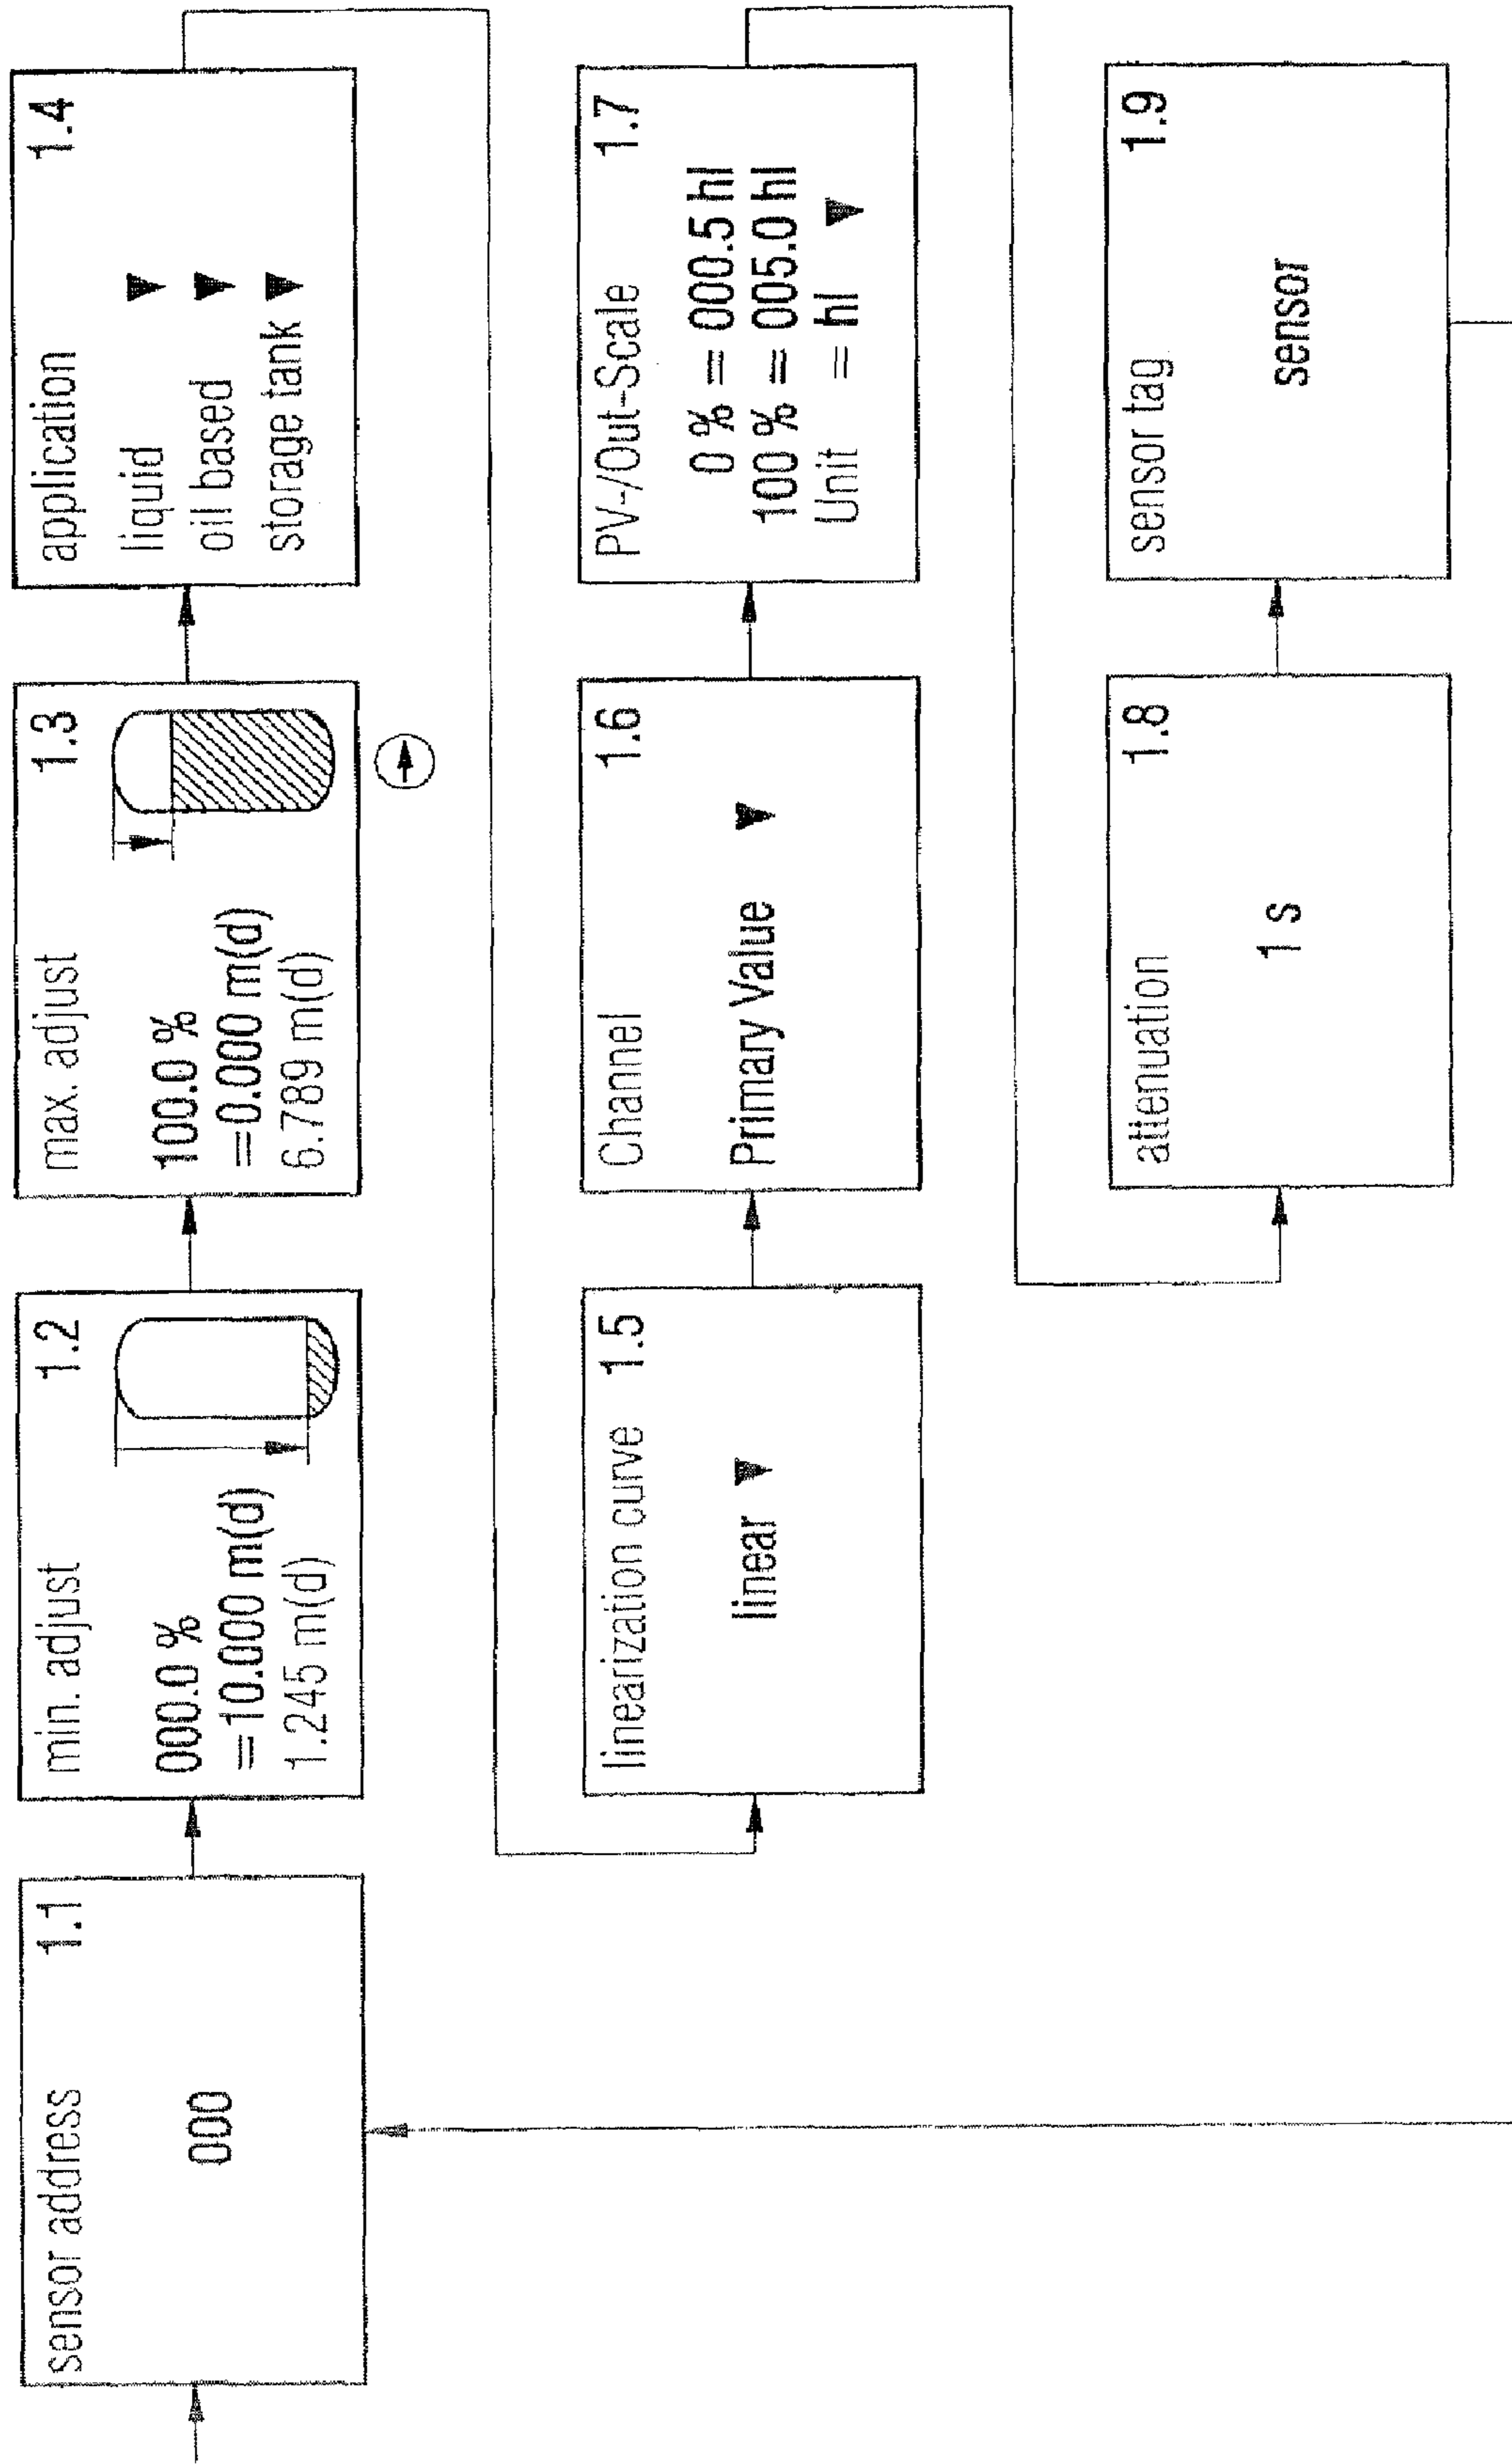 sensor address 1.1
000
min. adjust 1.2
000.0 %
=10.000 m(d)
1.245 m(d)
max. adjust 1.3
100.0 %
=0.000 m(d)
6.789 m(d)
application 1.4
liquid ▼
oil based ▼
storage tank ▼
linearization curve 1.5
linear ▼
Channel 1.6
Primary Value ▼
PV-/Out-Scale 1.7
0 % = 000.5 hl
100 % = 005.0 hl
Unit = hl ▼
attenuation 1.8
1 s
sensor tag 1.9
sensor